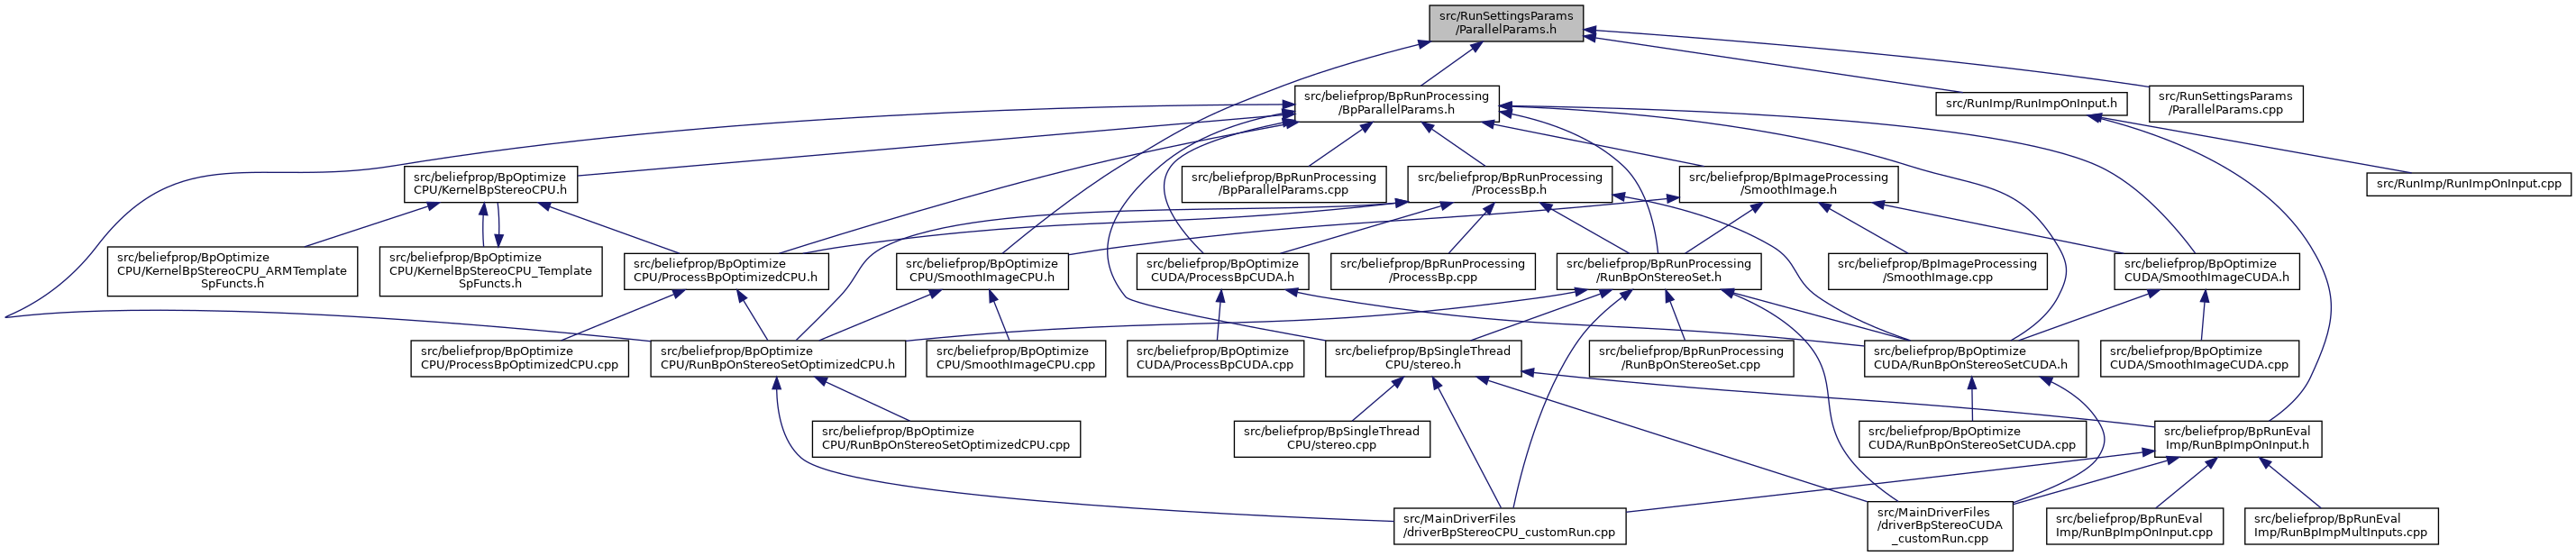 src/RunSettingsParams
/ParallelParams.h
src/beliefprop/BpRunProcessing
/BpParallelParams.h
src/RunImp/RunImpOnInput.h
src/RunSettingsParams
/ParallelParams.cpp
src/beliefprop/BpOptimize
CPU/KernelBpStereoCPU.h
src/beliefprop/BpRunProcessing
/BpParallelParams.cpp
src/beliefprop/BpRunProcessing
/ProcessBp.h
src/beliefprop/BpImageProcessing
/SmoothImage.h
src/RunImp/RunImpOnInput.cpp
src/beliefprop/BpOptimize
CPU/KernelBpStereoCPU_ARMTemplate
SpFuncts.h
src/beliefprop/BpOptimize
CPU/KernelBpStereoCPU_Template
SpFuncts.h
src/beliefprop/BpOptimize
CPU/ProcessBpOptimizedCPU.h
src/beliefprop/BpOptimize
CPU/SmoothImageCPU.h
src/beliefprop/BpOptimize
CUDA/ProcessBpCUDA.h
src/beliefprop/BpRunProcessing
/ProcessBp.cpp
src/beliefprop/BpRunProcessing
/RunBpOnStereoSet.h
src/beliefprop/BpImageProcessing
/SmoothImage.cpp
src/beliefprop/BpOptimize
CUDA/SmoothImageCUDA.h
src/beliefprop/BpOptimize
CPU/ProcessBpOptimizedCPU.cpp
src/beliefprop/BpOptimize
CPU/RunBpOnStereoSetOptimizedCPU.h
src/beliefprop/BpOptimize
CPU/SmoothImageCPU.cpp
src/beliefprop/BpOptimize
CUDA/ProcessBpCUDA.cpp
src/beliefprop/BpSingleThread
CPU/stereo.h
src/beliefprop/BpRunProcessing
/RunBpOnStereoSet.cpp
src/beliefprop/BpOptimize
CUDA/RunBpOnStereoSetCUDA.h
src/beliefprop/BpOptimize
CUDA/SmoothImageCUDA.cpp
src/beliefprop/BpOptimize
CPU/RunBpOnStereoSetOptimizedCPU.cpp
src/beliefprop/BpSingleThread
CPU/stereo.cpp
src/beliefprop/BpOptimize
CUDA/RunBpOnStereoSetCUDA.cpp
src/beliefprop/BpRunEval
Imp/RunBpImpOnInput.h
src/MainDriverFiles
/driverBpStereoCPU_customRun.cpp
src/MainDriverFiles
/driverBpStereoCUDA
_customRun.cpp
src/beliefprop/BpRunEval
Imp/RunBpImpOnInput.cpp
src/beliefprop/BpRunEval
Imp/RunBpImpMultInputs.cpp